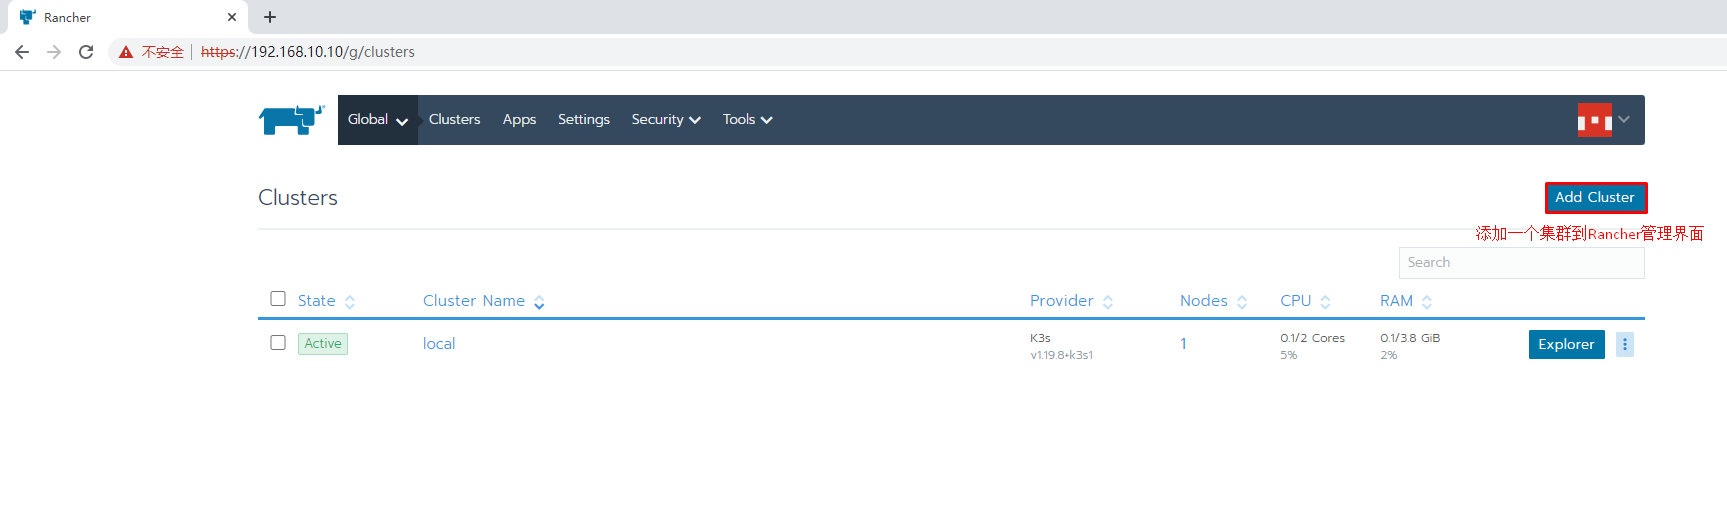 Rancher
不安全 https://192.168.10.10/g/clusters
Global Clusters Apps Settings Security Tools
Clusters
Add Cluster
添加一个集群到Rancher管理界面
Search
State Cluster Name Provider Nodes CPU RAM
Active local K3s 1 0.1/2 Cores 0.1/3.8 GiB Explorer
v1.19.8+k3s1 5% 2%